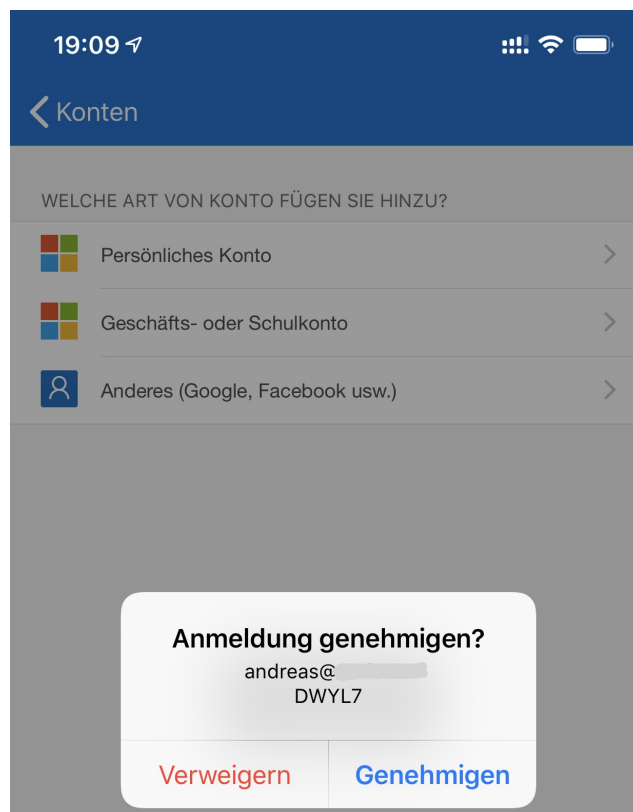 19:09
Konten
WELCHE ART VON KONTO FÜGEN SIE HINZU?
Persönliches Konto
Geschäfts- oder Schulkonto
Anderes (Google, Facebook usw.)
Anmeldung genehmigen?
andreas@
DWYL7
Verweigern
Genehmigen